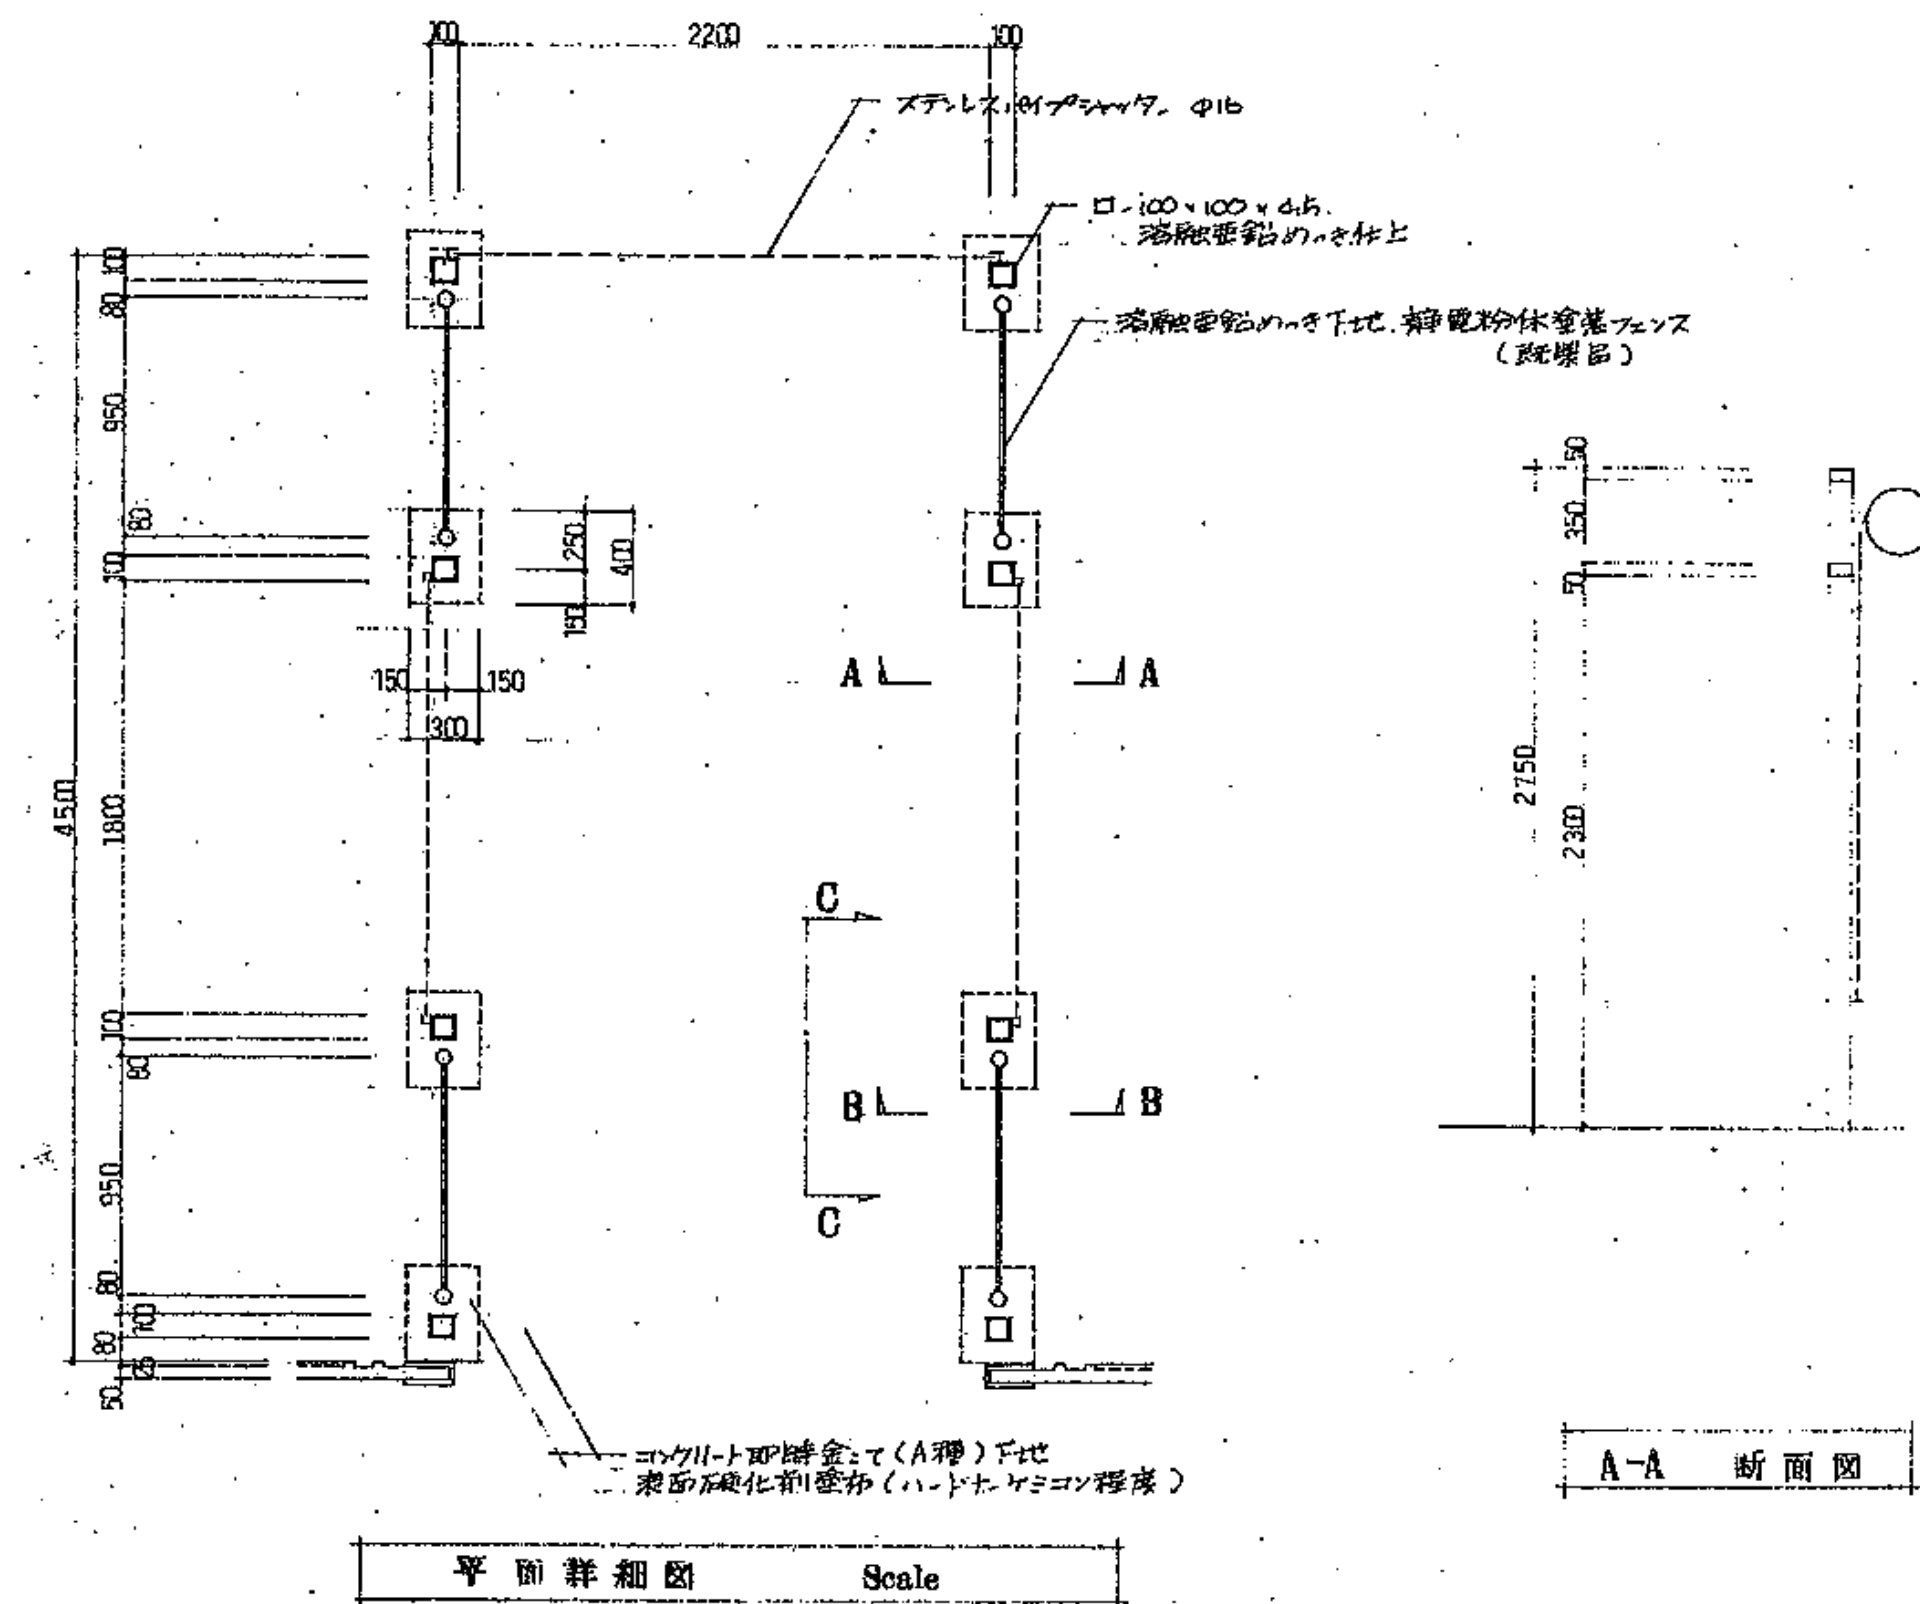 100
2200
100
ステンレスパイプシャッター φ16
□-100×100×4.5
溶融亜鉛めっき仕上
溶融亜鉛めっき下地、静電粉体塗装フェンス
(既製品)
100
80
950
80
100
4500
1800
100
80
950
80
100
80
25
50
250
400
150
150
150
300
A
A
C
B
B
C
50
350
50
2750
2300
コンクリート (A種)下地
表面硬化剤塗布(ハードナーケミコン程度)
A-A 断面図
平面詳細図 Scale